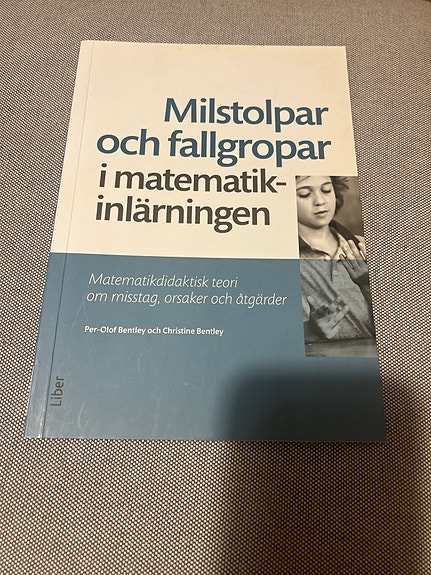 Milstolpar
och fallgropar
i matematik-
inlärningen
Matematikdidaktisk teori
om misstag, orsaker och åtgärder
Per-Olof Bentley och Christine Bentley
Liber